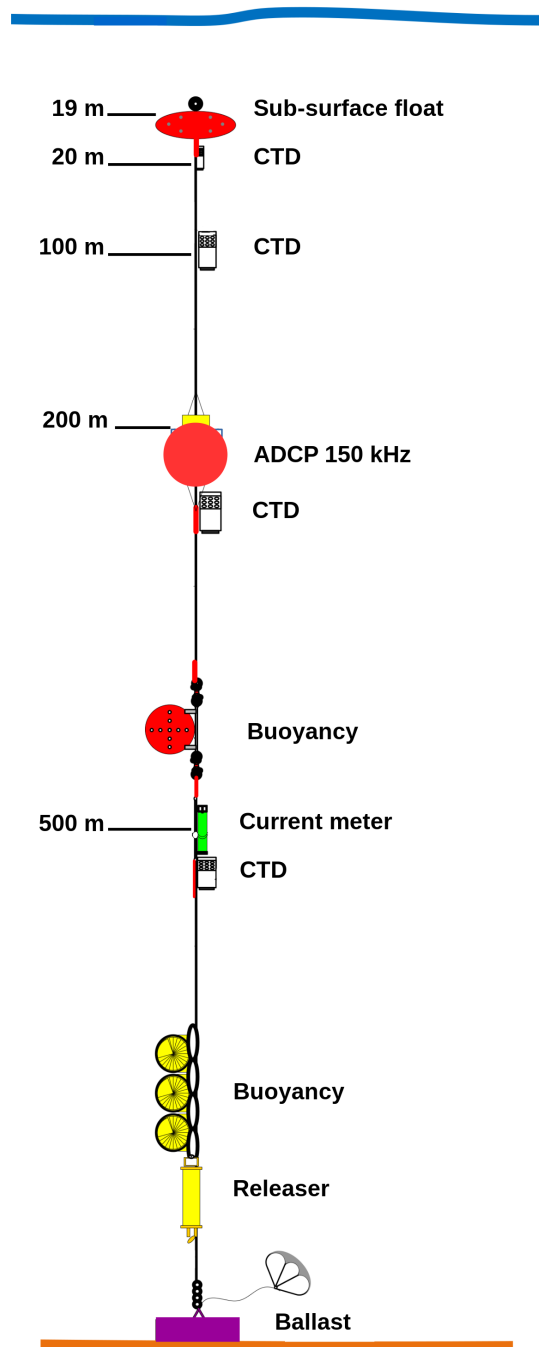 19 m Sub-surface float
20 m CTD
100 m CTD
200 m
ADCP 150 kHz
CTD
Buoyancy
500 m Current meter
CTD
Buoyancy
Releaser
Ballast